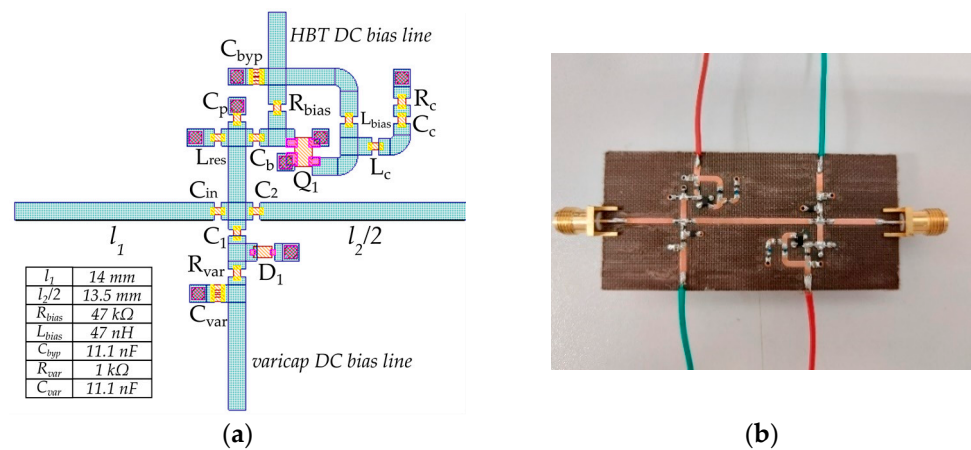 HBT DC bias line
C_byp
C_p
R_bias
L_bias
R_c
C_c
L_res
C_b
Q_1
L_c
C_in
C_2
l_1
l_2/2
C_1
R_var
D_1
C_var
varicap DC bias line
l_1 14 mm
l_2/2 13.5 mm
R_bias 47 kΩ
L_bias 47 nH
C_byp 11.1 nF
R_var 1 kΩ
C_var 11.1 nF
(a)
(b)